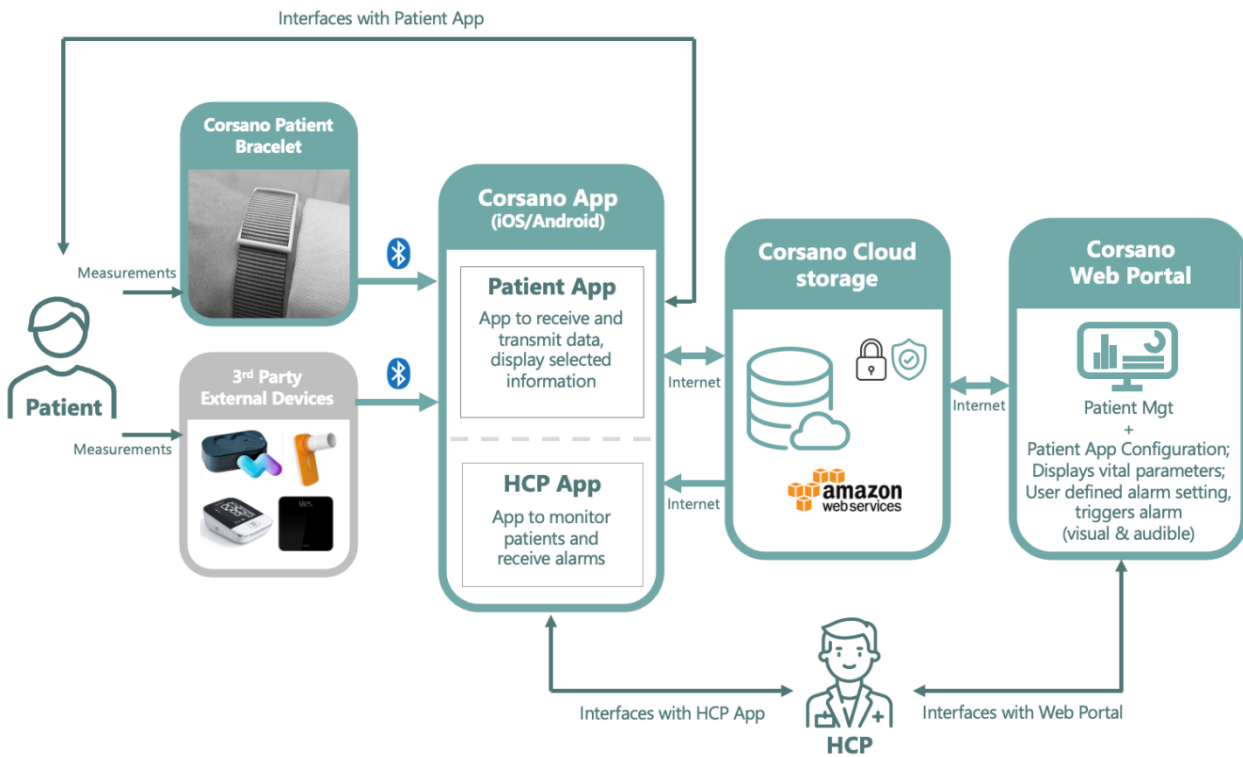 Interfaces with Patient App
Corsano Patient
Bracelet
Measurements
Patient
Measurements
3rd Party
External Devices
Corsano App
(iOS/Android)
Patient App
App to receive and
transmit data,
display selected
information
HCP App
App to monitor
patients and
receive alarms
Internet
Internet
Corsano Cloud
storage
amazon
webservices
Internet
Corsano
Web Portal
Patient Mgt
+
Patient App Configuration;
Displays vital parameters;
User defined alarm setting,
triggers alarm
(visual & audible)
Interfaces with HCP App
HCP
Interfaces with Web Portal